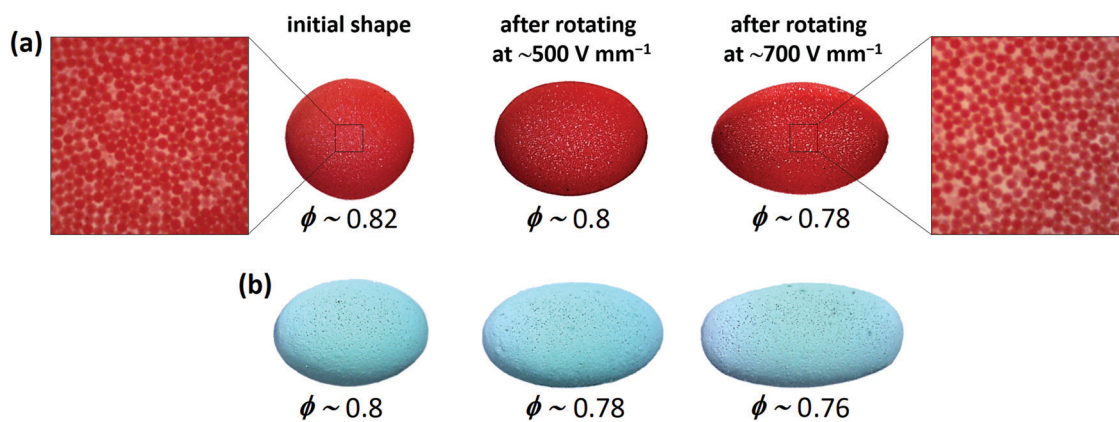 (a)
initial shape
after rotating
at ~500 V mm⁻¹
after rotating
at ~700 V mm⁻¹
ϕ ~ 0.82
ϕ ~ 0.8
ϕ ~ 0.78
(b)
ϕ ~ 0.8
ϕ ~ 0.78
ϕ ~ 0.76